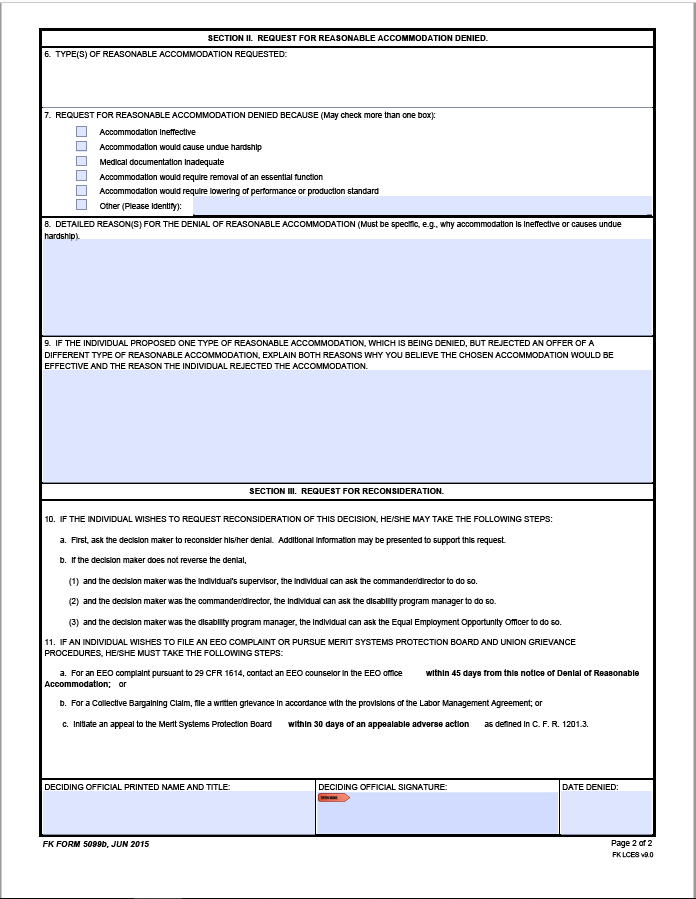 SECTION II. REQUEST FOR REASONABLE ACCOMMODATION DENIED.
6. TYPE(S) OF REASONABLE ACCOMMODATION REQUESTED:
7. REQUEST FOR REASONABLE ACCOMMODATION DENIED BECAUSE (May check more than one box):
Accommodation Ineffective
Accommodation would cause undue hardship
Medical documentation Inadequate
Accommodation would require removal of an essential function
Accommodation would require lowering of performance or production standard
Other (Please Identify):
8. DETAILED REASON(S) FOR THE DENIAL OF REASONABLE ACCOMMODATION (Must be specific, e.g., why accommodation is ineffective or causes undue
hardship).
9. IF THE INDIVIDUAL PROPOSED ONE TYPE OF REASONABLE ACCOMMODATION, WHICH IS BEING DENIED, BUT REJECTED AN OFFER OF A
DIFFERENT TYPE OF REASONABLE ACCOMMODATION, EXPLAIN BOTH REASONS WHY YOU BELIEVE THE CHOSEN ACCOMMODATION WOULD BE
EFFECTIVE AND THE REASON THE INDIVIDUAL REJECTED THE ACCOMMODATION.
SECTION III. REQUEST FOR RECONSIDERATION.
10. IF THE INDIVIDUAL WISHES TO REQUEST RECONSIDERATION OF THIS DECISION, HE/SHE MAY TAKE THE FOLLOWING STEPS:
a. First, ask the decision maker to reconsider his/her denial. Additional information may be presented to support this request.
b. If the decision maker does not reverse the denial,
(1) and the decision maker was the individual's supervisor, the individual can ask the commander/director to do so.
(2) and the decision maker was the commander/director, the individual can ask the disability program manager to do so.
(3) and the decision maker was the disability program manager, the individual can ask the Equal Employment Opportunity Officer to do so.
11. IF AN INDIVIDUAL WISHES TO FILE AN EEO COMPLAINT OR PURSUE MERIT SYSTEMS PROTECTION BOARD AND UNION GRIEVANCE
PROCEDURES, HE/SHE MUST TAKE THE FOLLOWING STEPS:
a. For an EEO complaint pursuant to 29 CFR 1614, contact an EEO counselor in the EEO office within 45 days from this notice of Denial of Reasonable
Accommodation; or
b. For a Collective Bargaining Claim, file a written grievance in accordance with the provisions of the Labor Management Agreement; or
c. Initiate an appeal to the Merit Systems Protection Board within 30 days of an appealable adverse action as defined in C. F. R. 1201.3.
DECIDING OFFICIAL PRINTED NAME AND TITLE: DECIDING OFFICIAL SIGNATURE: DATE DENIED:
FK FORM 5099b, JUN 2015 Page 2 of 2
FK LCES v9.0